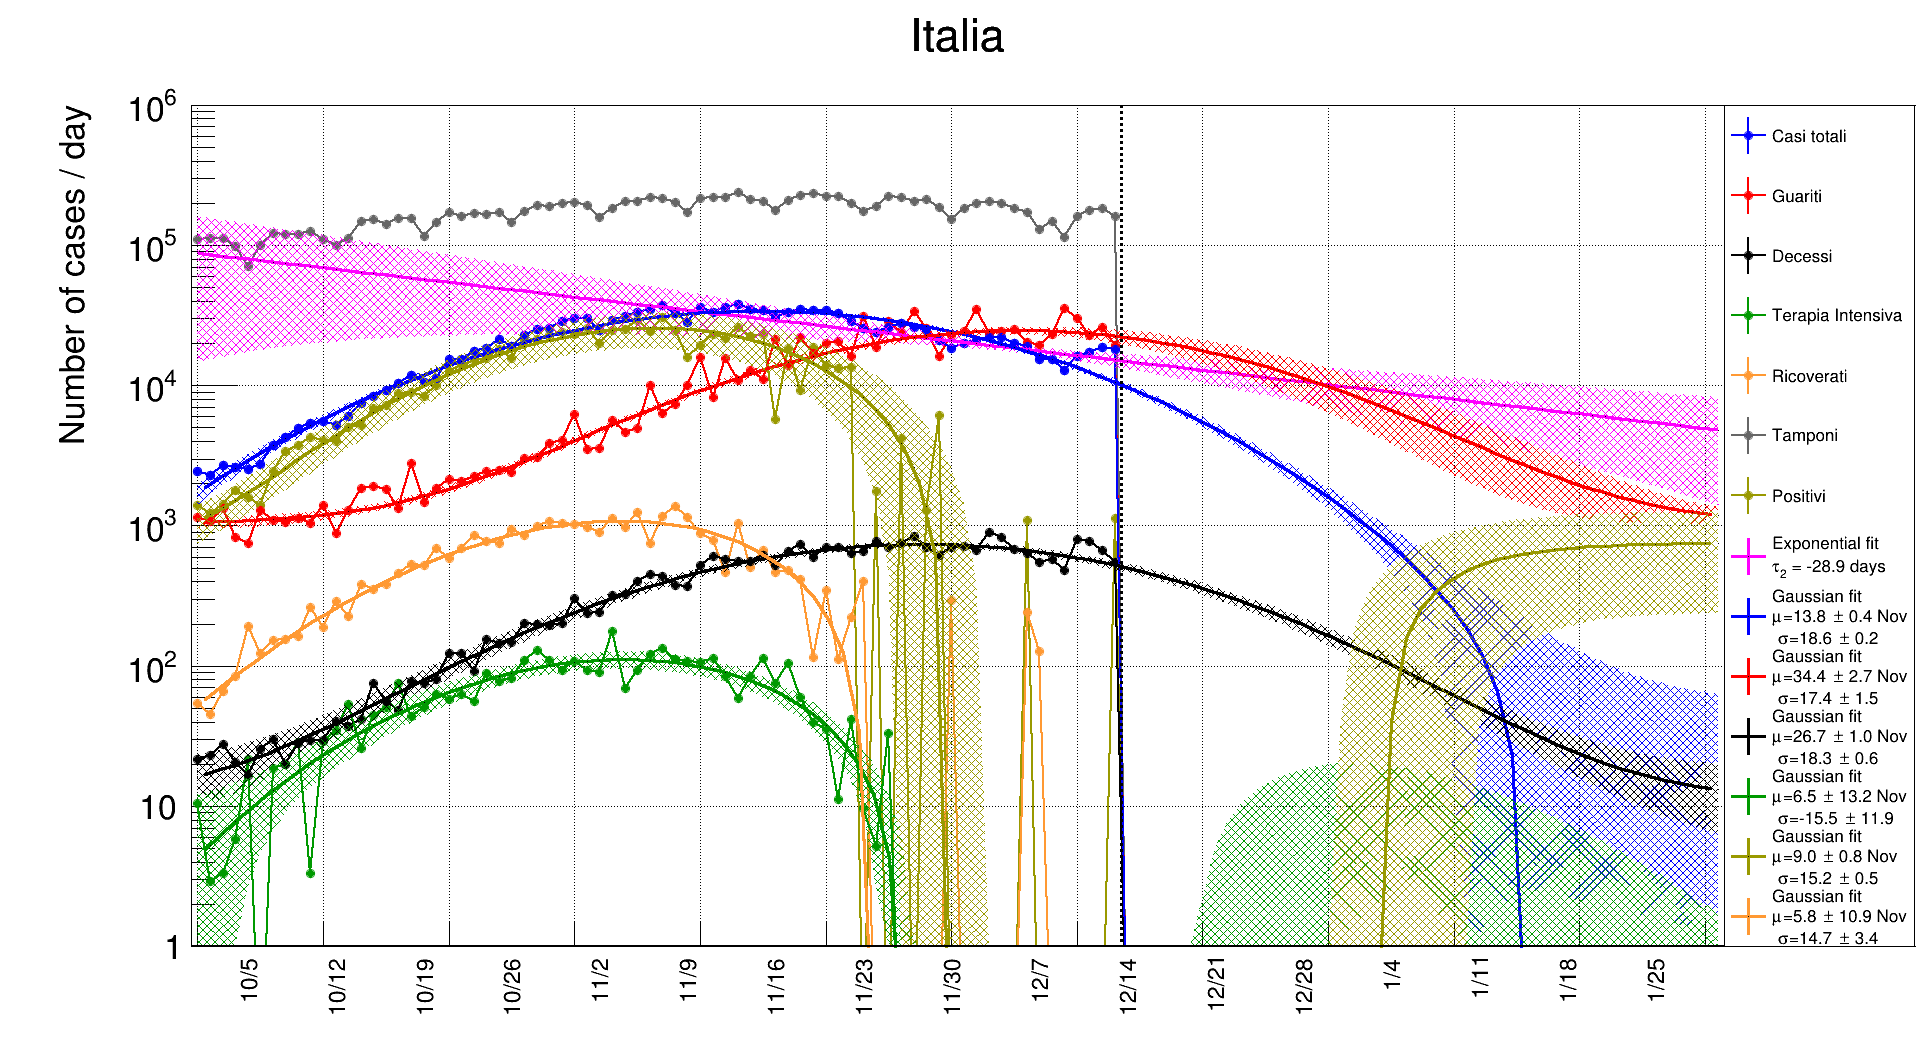 Italia
Number of cases / day
10^6
10^5
10^4
10^3
10^2
10
1
10/5
10/12
10/19
10/26
11/2
11/9
11/16
11/23
11/30
12/7
12/14
12/21
12/28
1/4
1/11
1/18
1/25
Casi totali
Guariti
Decessi
Terapia Intensiva
Ricoverati
Tamponi
Positivi
Exponential fit
τ₂ = -28.9 days
Gaussian fit
μ=13.8 ± 0.4 Nov
σ=18.6 ± 0.2
Gaussian fit
μ=34.4 ± 2.7 Nov
σ=17.4 ± 1.5
Gaussian fit
μ=26.7 ± 1.0 Nov
σ=18.3 ± 0.6
Gaussian fit
μ=6.5 ± 13.2 Nov
σ=-15.5 ± 11.9
Gaussian fit
μ=9.0 ± 0.8 Nov
σ=15.2 ± 0.5
Gaussian fit
μ=5.8 ± 10.9 Nov
σ=14.7 ± 3.4